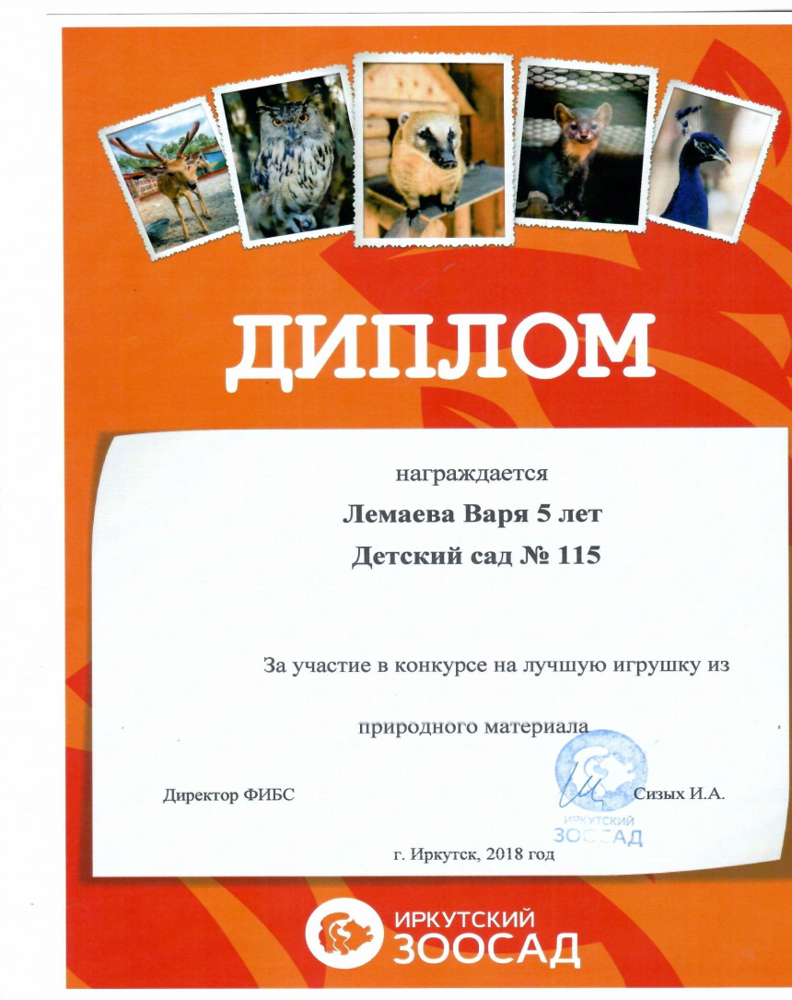 ДИПЛОМ
награждается
Лемаева Варя 5 лет
Детский сад № 115
За участие в конкурсе на лучшую игрушку из
природного материала
Директор ФИБС
Сизых И.А.
ИРКУТСКИЙ
ЗООСАД
г. Иркутск, 2018 год
ИРКУТСКИЙ
ЗООСАД